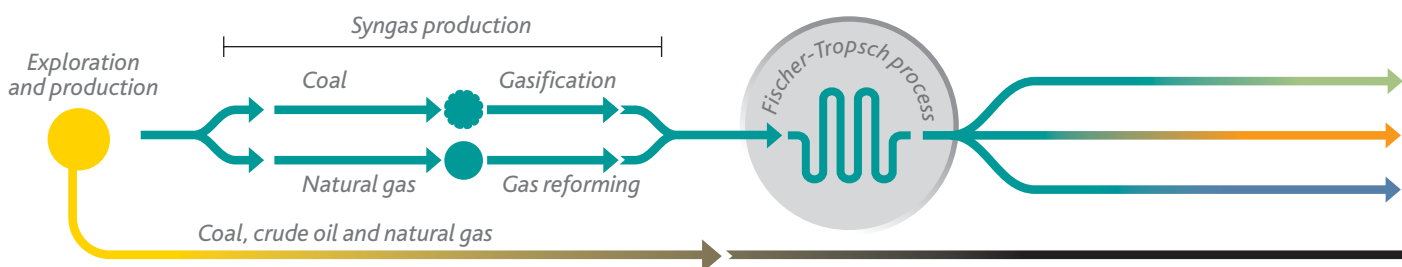 Syngas production
Exploration
and production
Coal
Gasification
Fischer-Tropsch process
Natural gas
Gas reforming
Coal, crude oil and natural gas